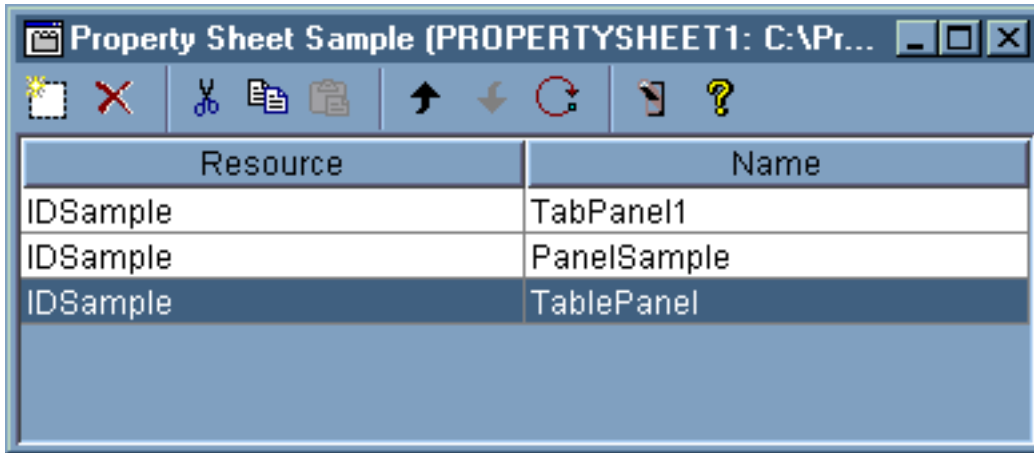 Property Sheet Sample (PROPERTYSHEET1: C:\Pr...
Resource Name
IDSample TabPanel1
IDSample PanelSample
IDSample TablePanel